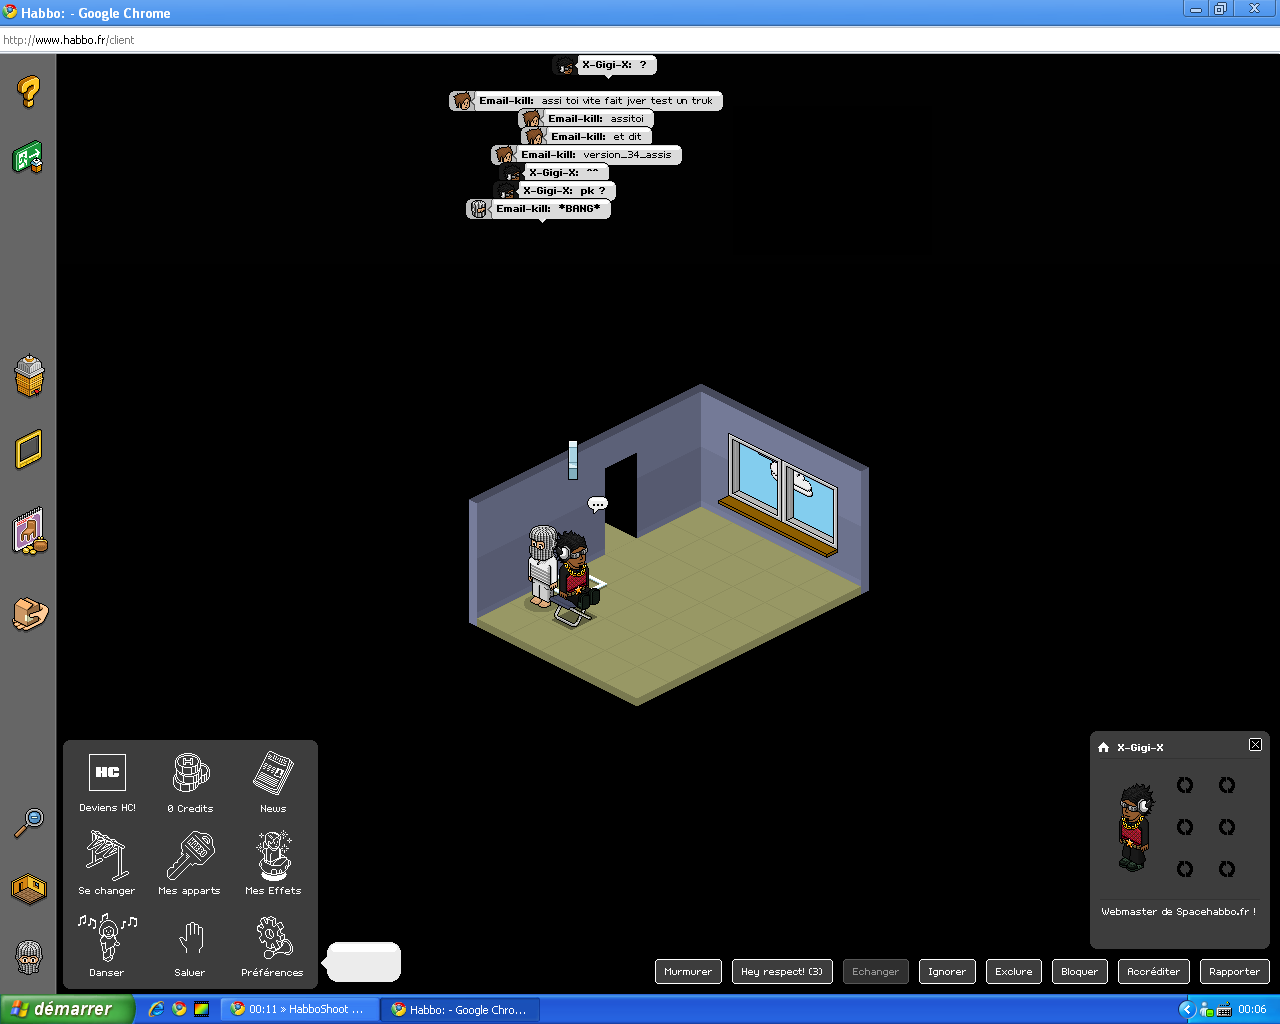 Habbo: - Google Chrome
http://www.habbo.fr/client
X-Gigi-X: ?
Email-kill: assi toi vite fait jver test un truk
Email-kill: assitoi
Email-kill: et dit
Email-kill: version_34_assis
X-Gigi-X: ^^
X-Gigi-X: pk ?
Email-kill: *BANG*
...
HC
Deviens HC!
0 Credits
News
Se changer
Mes apparts
Mes Effets
Danser
Saluer
Préférences
X-Gigi-X
Webmaster de Spacehabbo.fr !
Murmurer
Hey respect! (3)
Echanger
Ignorer
Exclure
Bloquer
Accréditer
Rapporter
démarrer
00:11 » HabboShoot ...
Habbo: - Google Chro...
00:06